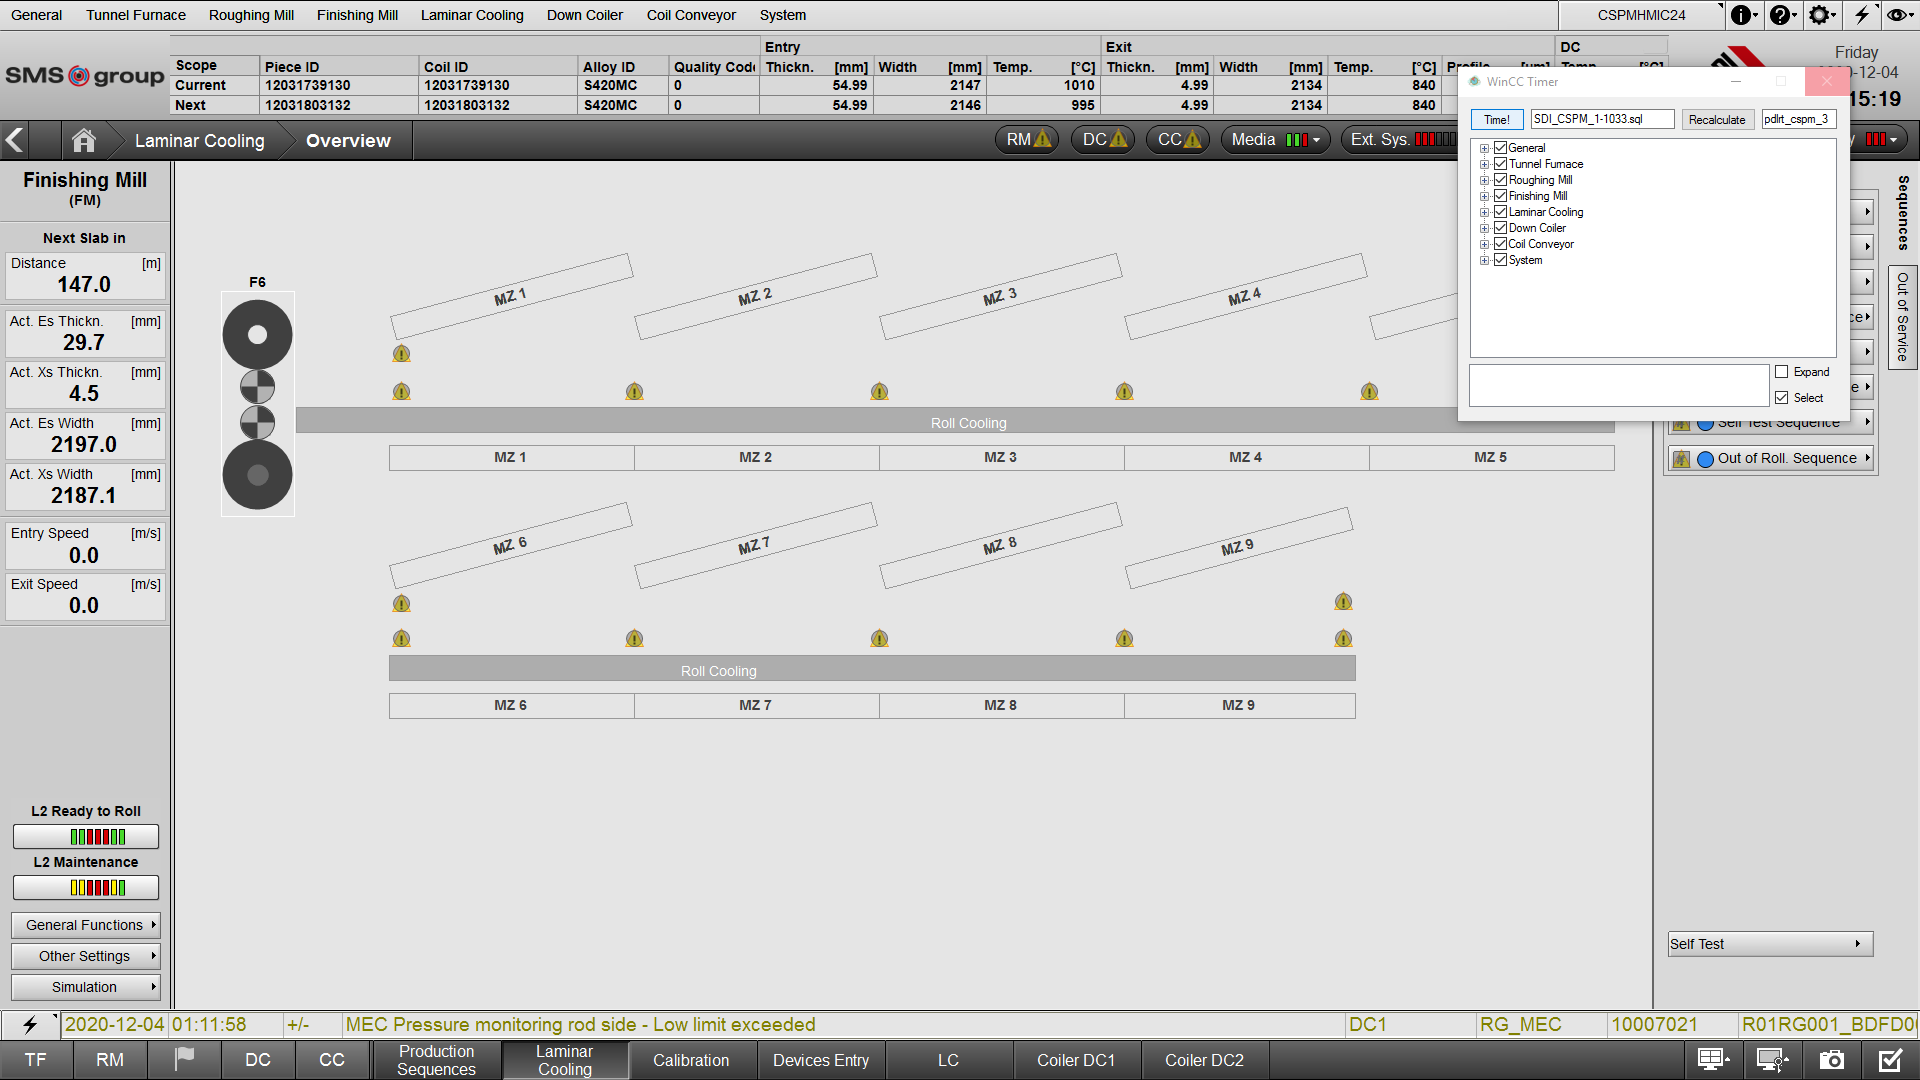 General Tunnel Furnace Roughing Mill Finishing Mill Laminar Cooling Down Coiler Coil Conveyor System CSPMHMIC24
Entry Exit DC
Scope Piece ID Coil ID Alloy ID Quality Code Thickn. [mm] Width [mm] Temp. [°C] Thickn. [mm] Width [mm] Temp. [°C]
Current 12031739130 12031739130 S420MC 0 54.99 2147 1010 4.99 2134 840
Next 12031803132 12031803132 S420MC 0 54.99 2146 995 4.99 2134 840
SMS group
Friday
-12-04
15:19
Laminar Cooling Overview RM DC CC Media Ext. Sys.
WinCC Timer
Time! SDI_CSPM_1-1033.sql Recalculate pdlrt_cspm_3
General
Tunnel Furnace
Roughing Mill
Finishing Mill
Laminar Cooling
Down Coiler
Coil Conveyor
System
Expand
Select
Sequences
Out of Service
Self Test Sequence
Out of Roll. Sequence
Self Test
Finishing Mill
(FM)
Next Slab in
Distance [m]
147.0
Act. Es Thickn. [mm]
29.7
Act. Xs Thickn. [mm]
4.5
Act. Es Width [mm]
2197.0
Act. Xs Width [mm]
2187.1
Entry Speed [m/s]
0.0
Exit Speed [m/s]
0.0
L2 Ready to Roll
L2 Maintenance
General Functions
Other Settings
Simulation
F6
MZ 1 MZ 2 MZ 3 MZ 4
Roll Cooling
MZ 1 MZ 2 MZ 3 MZ 4 MZ 5
MZ 6 MZ 7 MZ 8 MZ 9
Roll Cooling
MZ 6 MZ 7 MZ 8 MZ 9
2020-12-04 01:11:58 +/- MEC Pressure monitoring rod side - Low limit exceeded DC1 RG_MEC 10007021 R01RG001_BDFD0
TF RM DC CC Production Sequences Laminar Cooling Calibration Devices Entry LC Coiler DC1 Coiler DC2